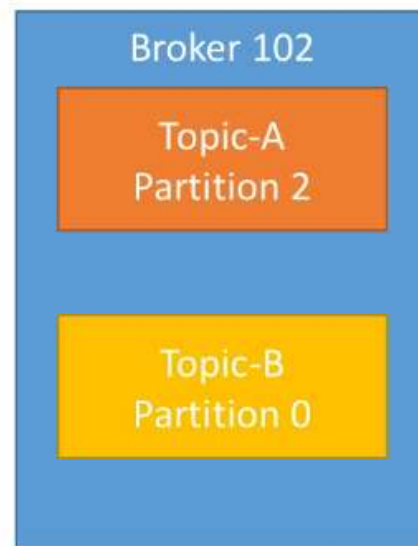 Broker 102
Topic-A
Partition 2
Topic-B
Partition 0